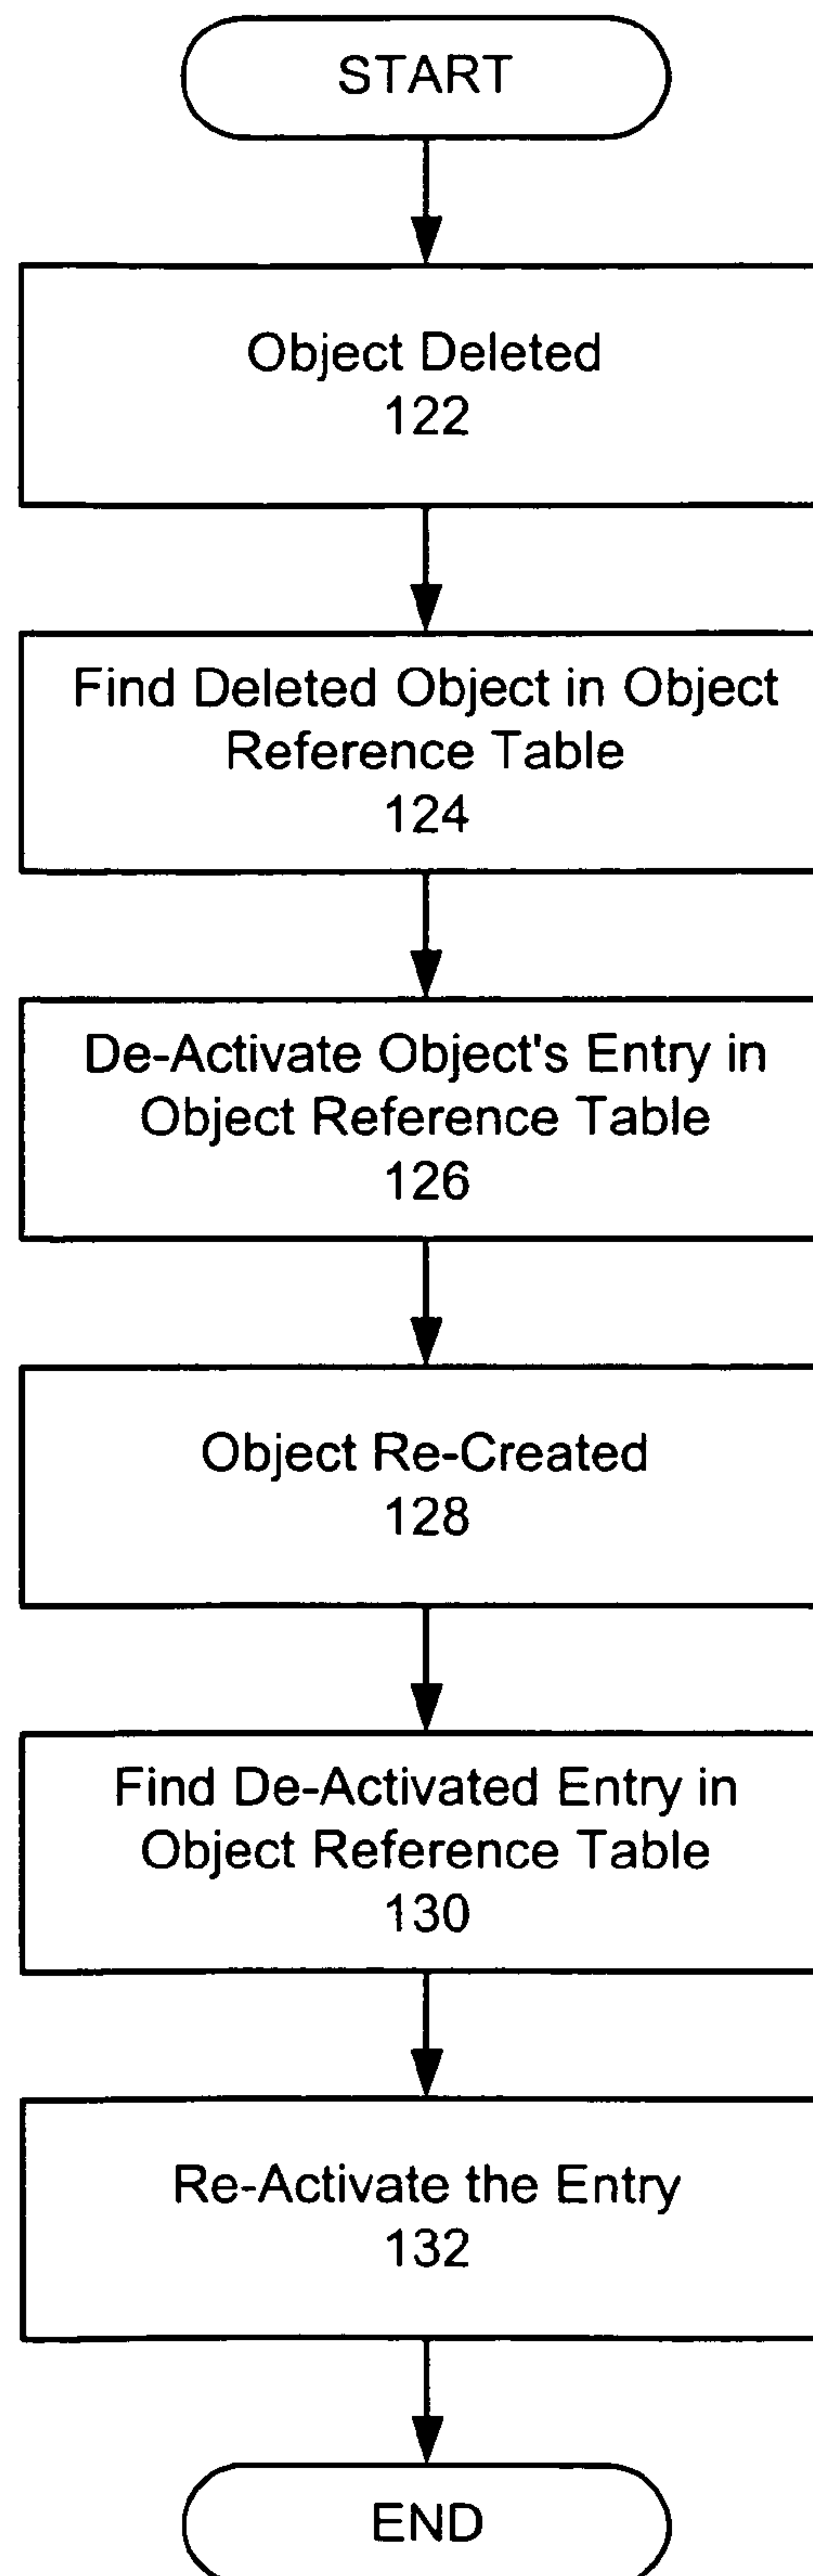 START
Object Deleted
122
Find Deleted Object in Object
Reference Table
124
De-Activate Object's Entry in
Object Reference Table
126
Object Re-Created
128
Find De-Activated Entry in
Object Reference Table
130
Re-Activate the Entry
132
END